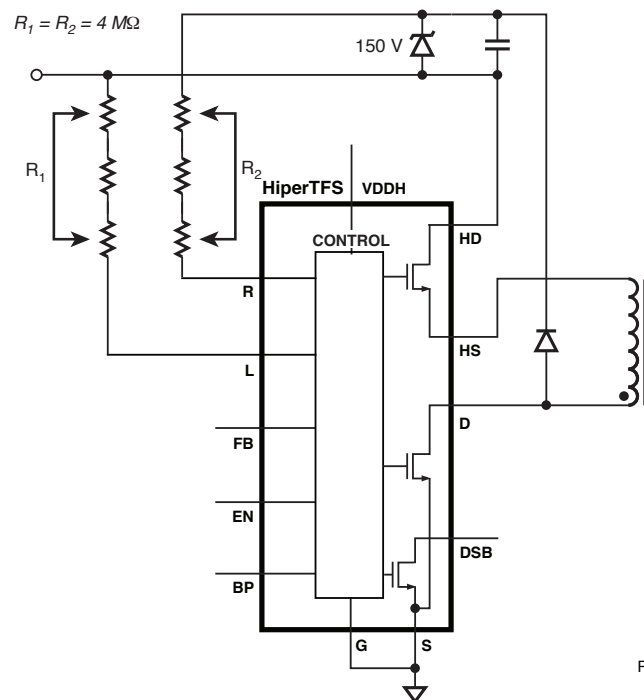 R1 = R2 = 4 MΩ
150 V
R1
R2
HiperTFS
VDDH
CONTROL
HD
R
HS
L
D
FB
EN
DSB
BP
G
S